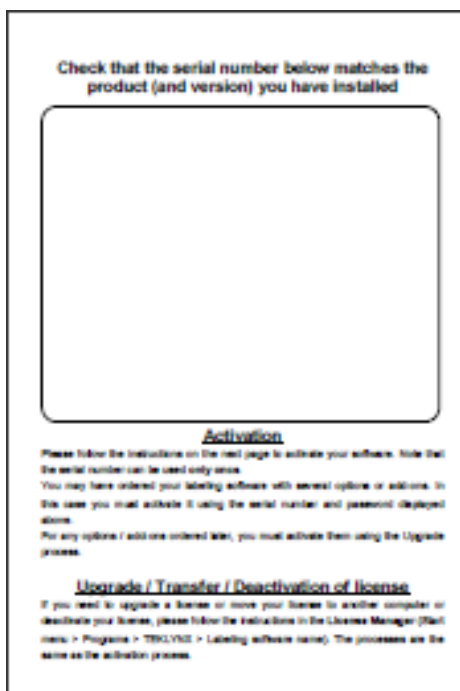 Check that the serial number below matches the
product (and version) you have installed
Activation
Please follow the instructions on the next page to activate your software. Note that
the serial number can be used only once.
You may have ordered your labeling software with several options or add-ons. In
this case you must activate it using the serial number and password displayed
above.
For any options / add-ons ordered later, you must activate them using the Upgrade
process.
Upgrade / Transfer / Deactivation of license
If you need to upgrade a license or move your license to another computer or
deactivate your license, please follow the instructions in the License Manager (Start
menu > Programs > TEKLYNX > Labeling software name). The processes are the
same as the activation process.